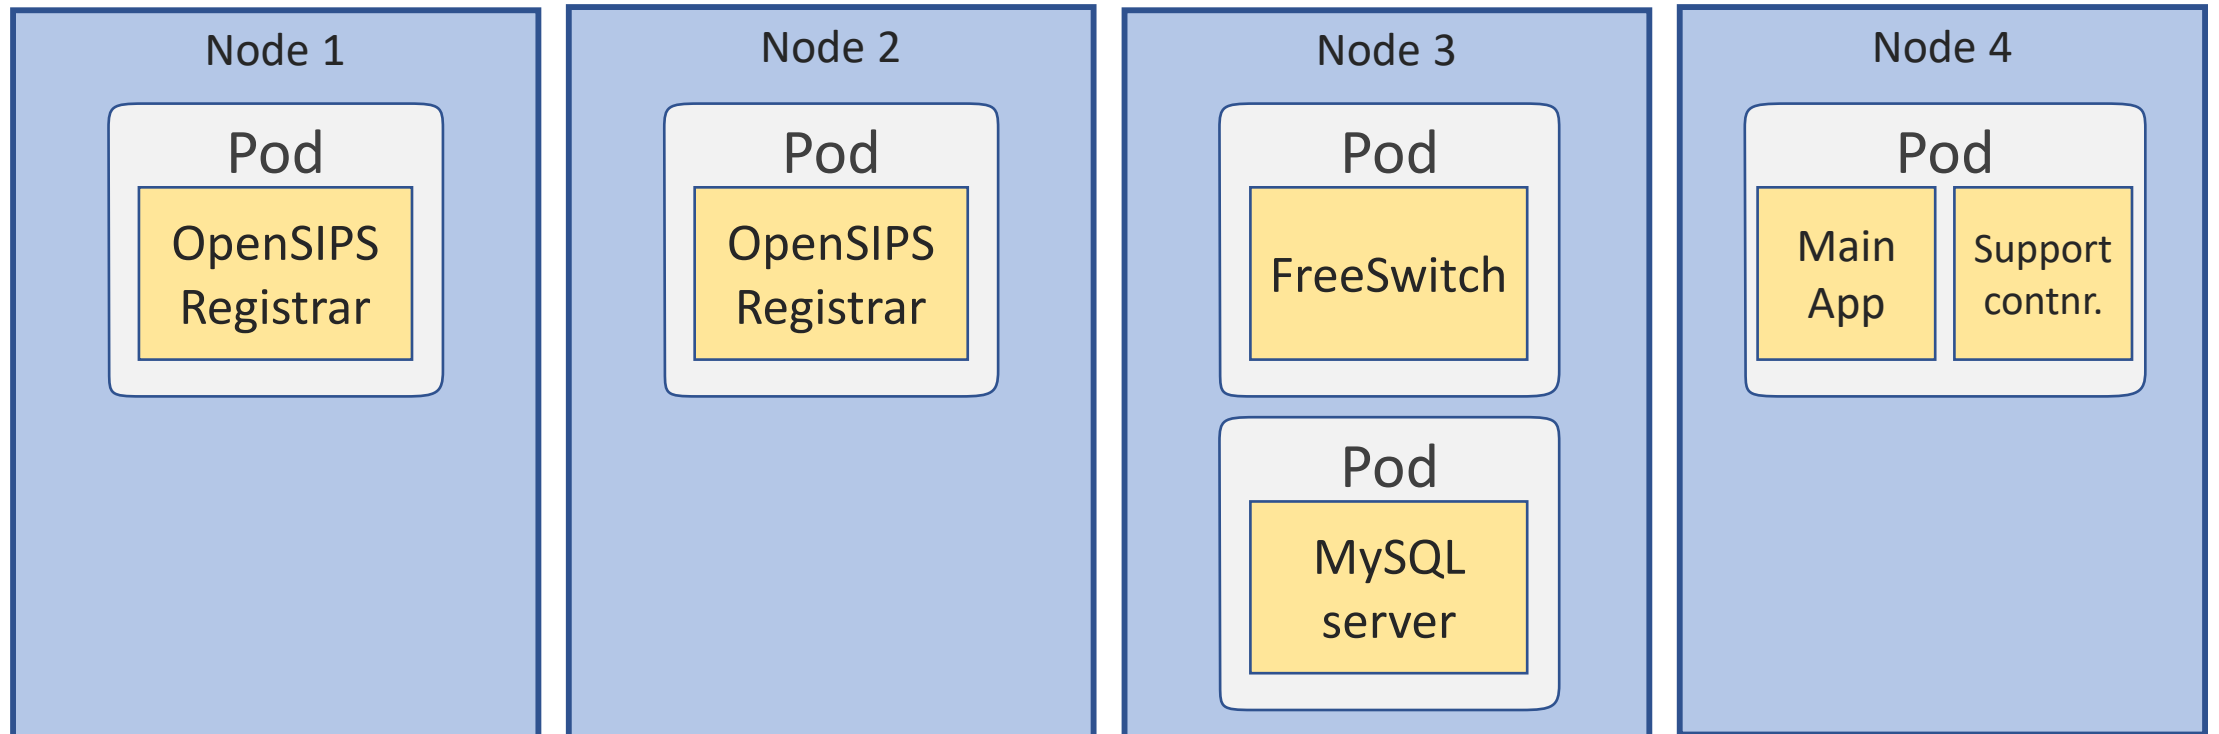 Node 1
Pod
OpenSIPS
Registrar
Node 2
Pod
OpenSIPS
Registrar
Node 3
Pod
FreeSwitch
Pod
MySQL
server
Node 4
Pod
Main
App
Support
contnr.